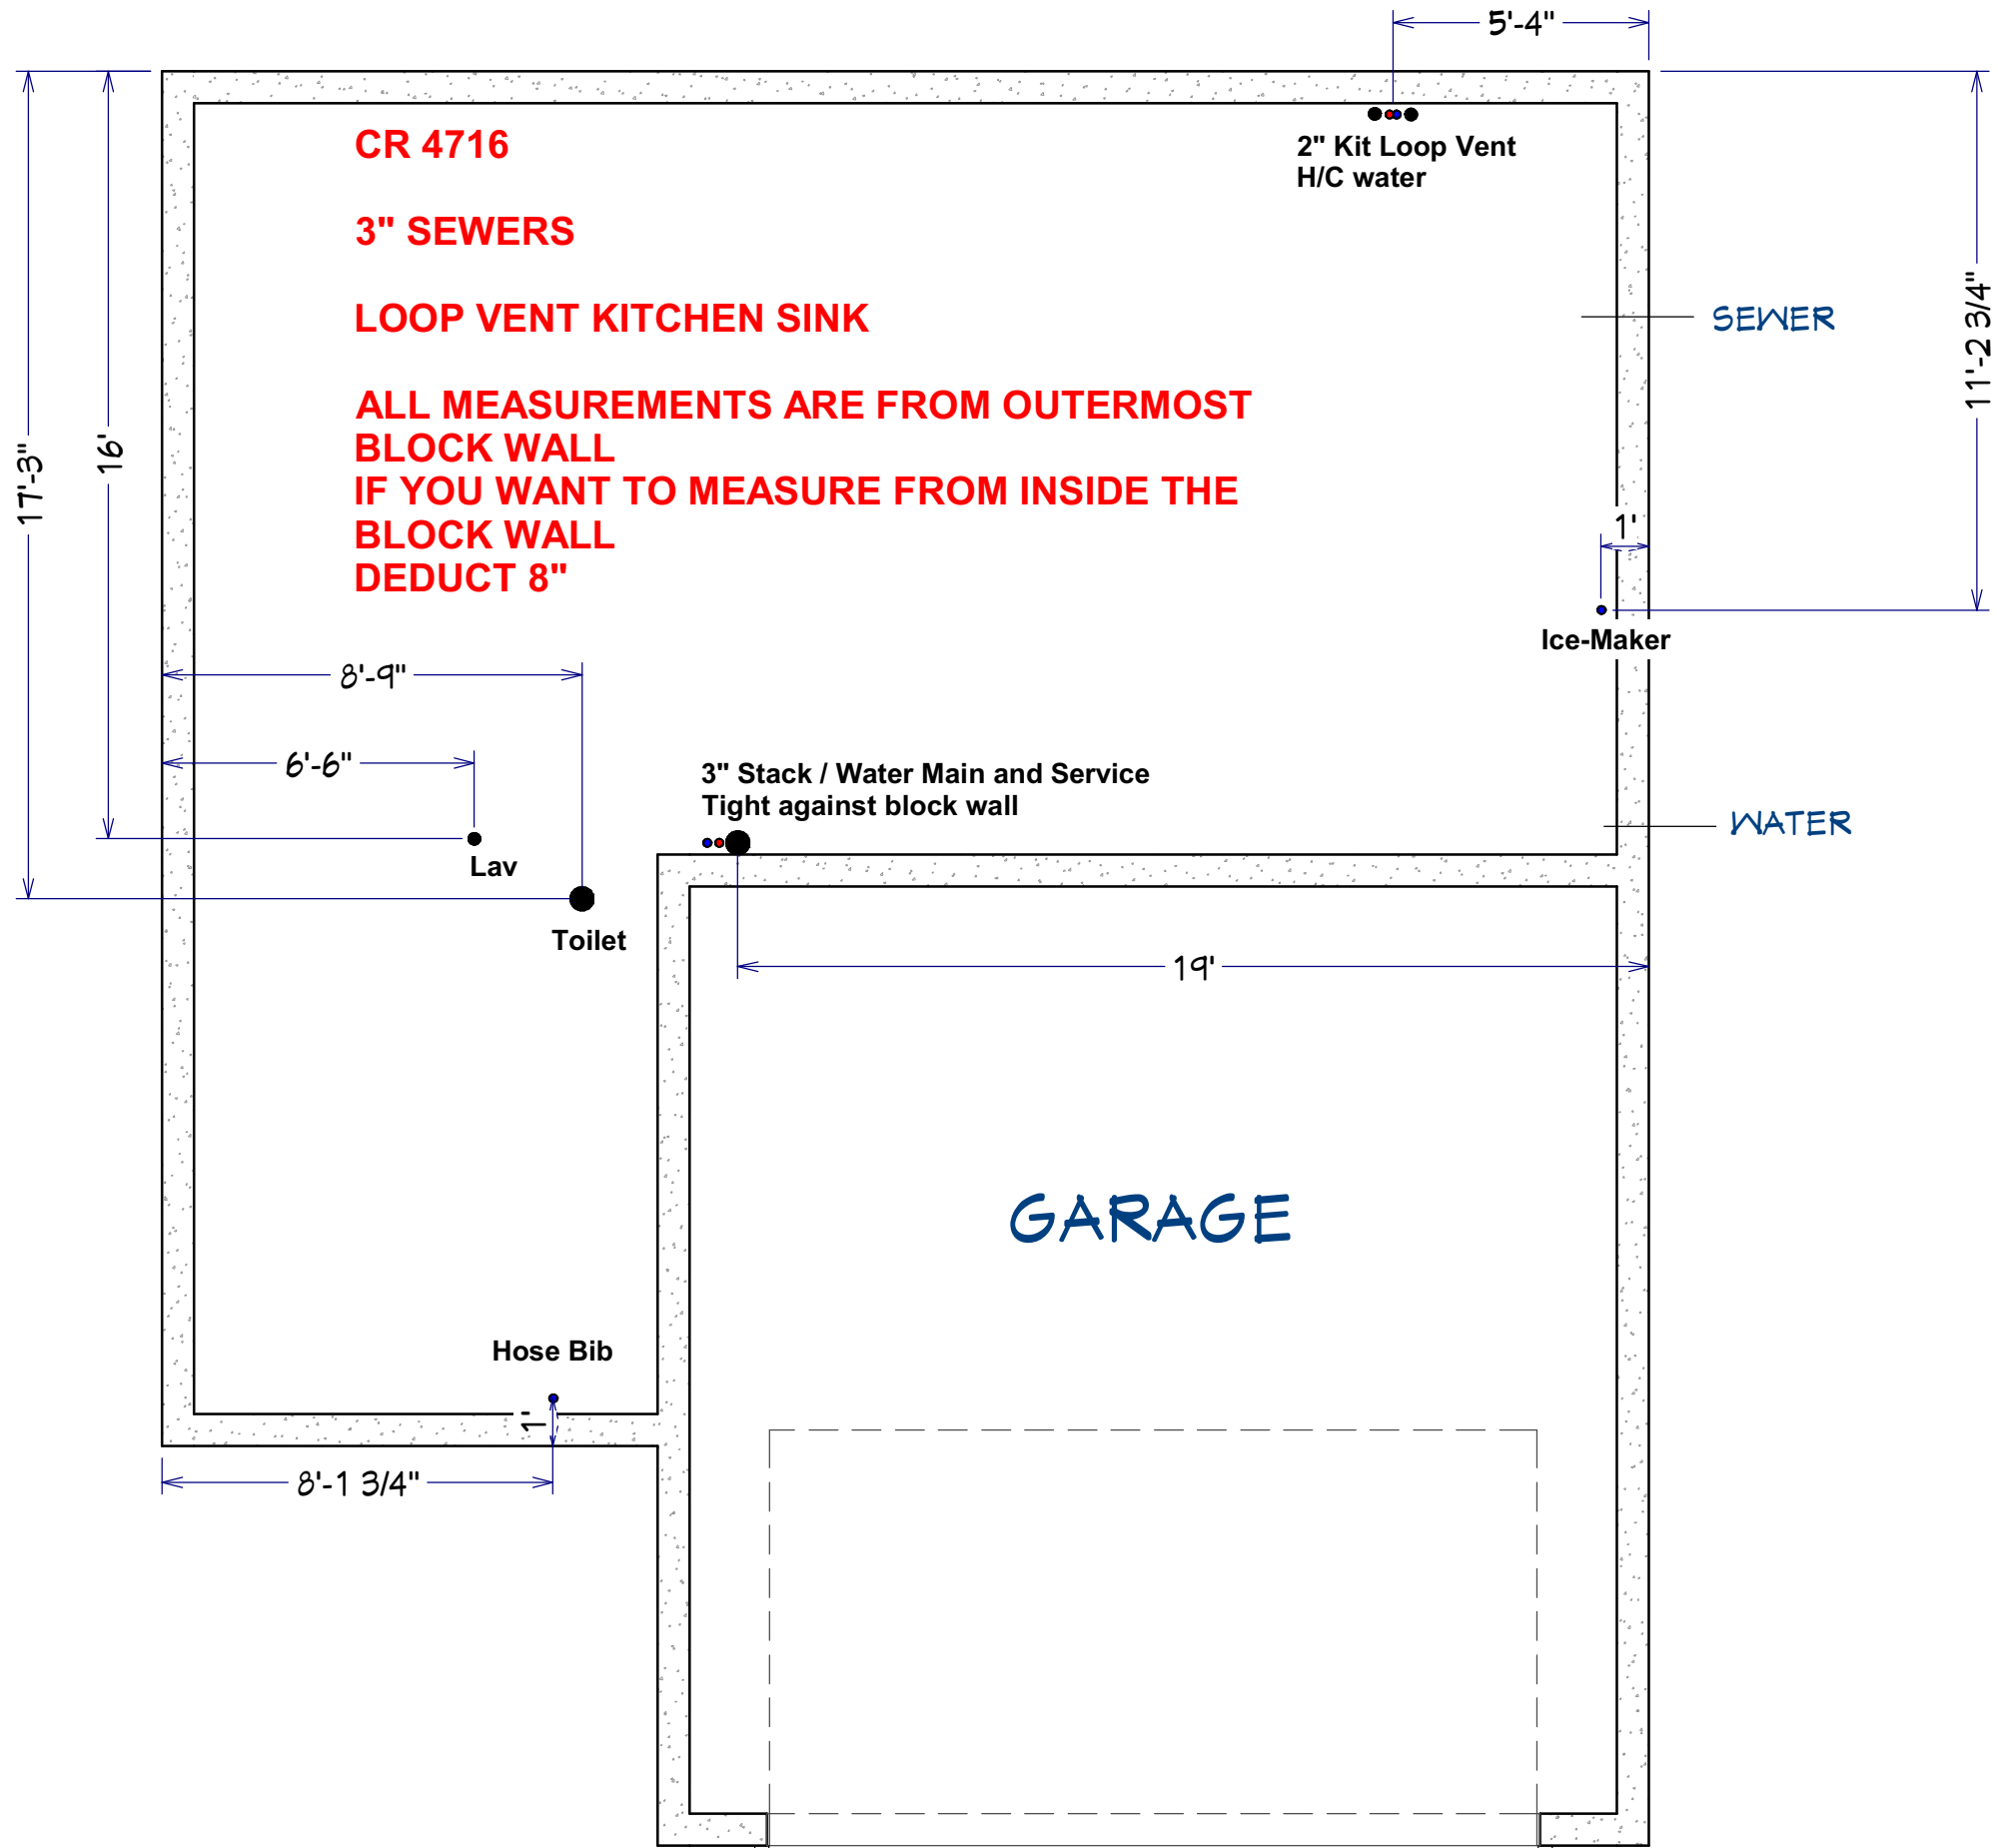 5'-4"
CR 4716
2" Kit Loop Vent
H/C water
3" SEWERS
LOOP VENT KITCHEN SINK
SEWER
11'-2 3/4"
ALL MEASUREMENTS ARE FROM OUTERMOST
BLOCK WALL
IF YOU WANT TO MEASURE FROM INSIDE THE
BLOCK WALL
DEDUCT 8"
17'-3"
16'
1'
Ice-Maker
8'-9"
6'-6"
3" Stack / Water Main and Service
Tight against block wall
WATER
Lav
Toilet
19'
GARAGE
Hose Bib
1'
8'-1 3/4"